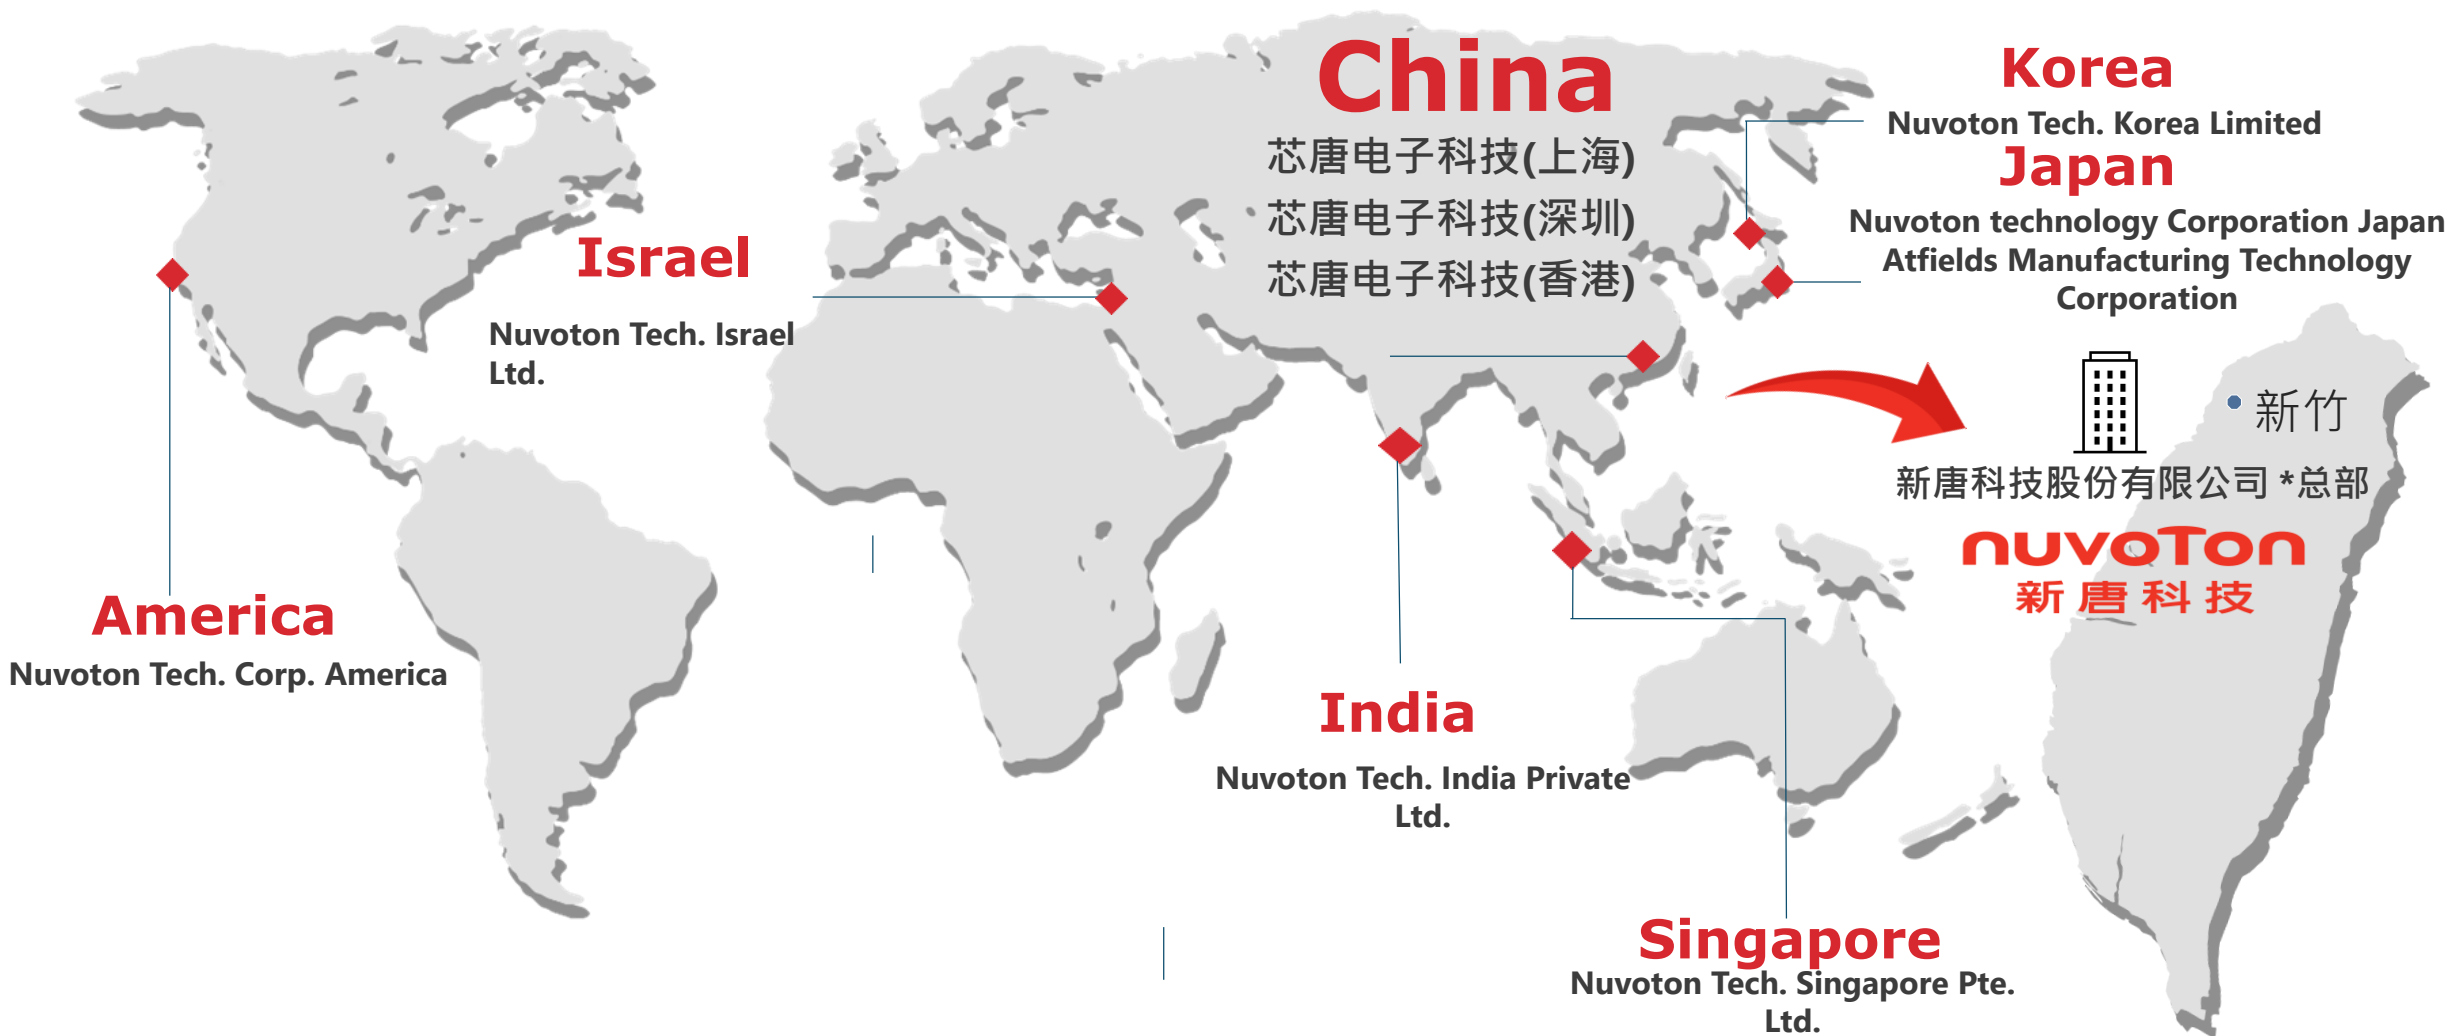 China
芯唐电子科技(上海)
芯唐电子科技(深圳)
芯唐电子科技(香港)
Korea
Nuvoton Tech. Korea Limited
Japan
Nuvoton technology Corporation Japan
Atfields Manufacturing Technology
Corporation
Israel
Nuvoton Tech. Israel
Ltd.
新竹
新唐科技股份有限公司 *总部
nuvoTon
新唐科技
America
Nuvoton Tech. Corp. America
India
Nuvoton Tech. India Private
Ltd.
Singapore
Nuvoton Tech. Singapore Pte.
Ltd.